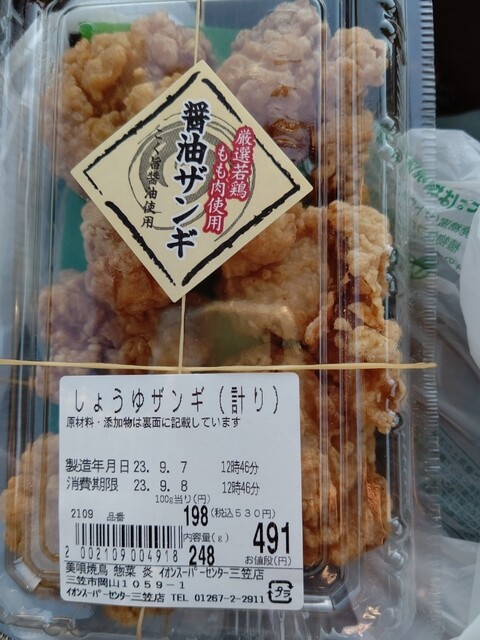 醤油ザンギ
厳選若鶏
もも肉使用
こく旨醤油使用
しょうゆザンギ(計り)
原材料・添加物は裏面に記載しています
製造年月日 23. 9. 7 12時46分
消費期限 23. 9. 8 12時46分
100g当り(円)
2109 品番 198 (税込530円)
内容量(g) 491
2 002109 004918 248 お値段(円)
美唄焼鳥 惣菜 炎 イオンスーパーセンター三笠店
三笠市岡山1059-1
イオンスーパーセンター三笠店 TEL 01267-2-2911
プラ